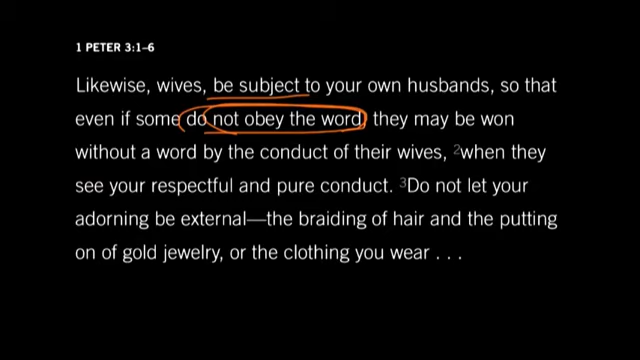 1 PETER 3:1–6
Likewise, wives, be subject to your own husbands, so that
even if some do not obey the word, they may be won
without a word by the conduct of their wives, 2when they
see your respectful and pure conduct. 3Do not let your
adorning be external—the braiding of hair and the putting
on of gold jewelry, or the clothing you wear . . .